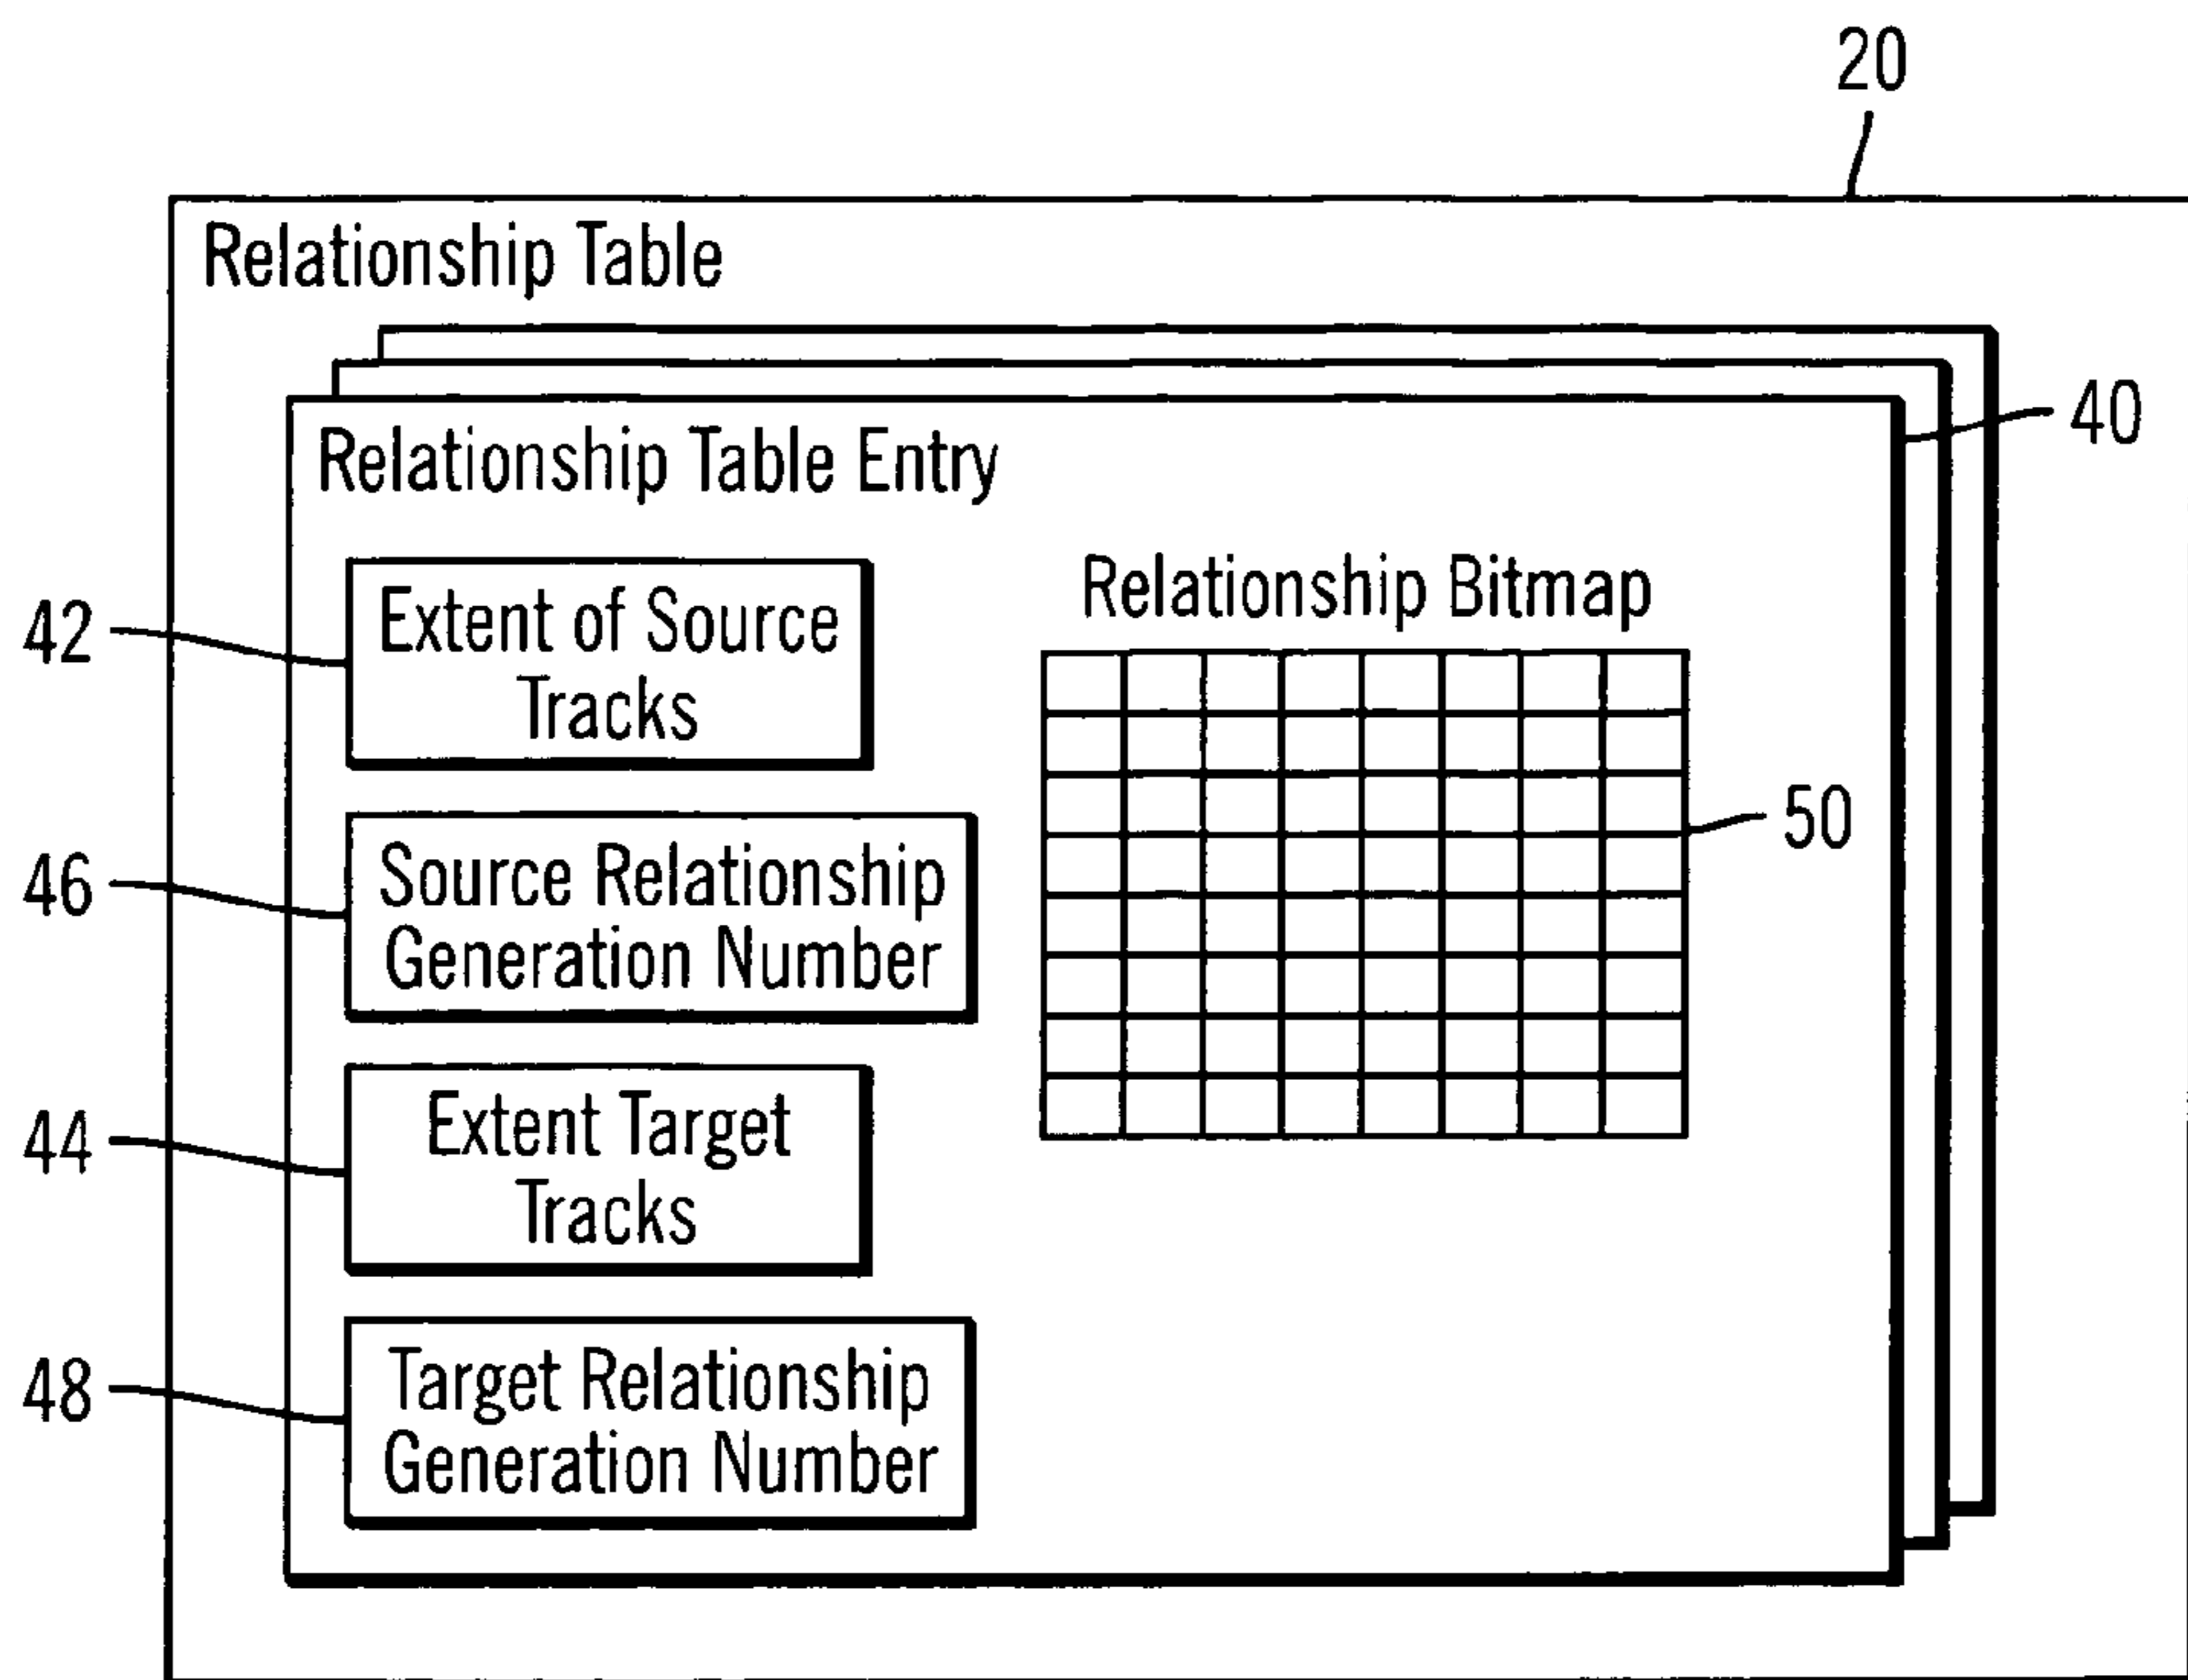 20
Relationship Table
40
Relationship Table Entry
Relationship Bitmap
42
Extent of Source
Tracks
50
46
Source Relationship
Generation Number
44
Extent Target
Tracks
48
Target Relationship
Generation Number